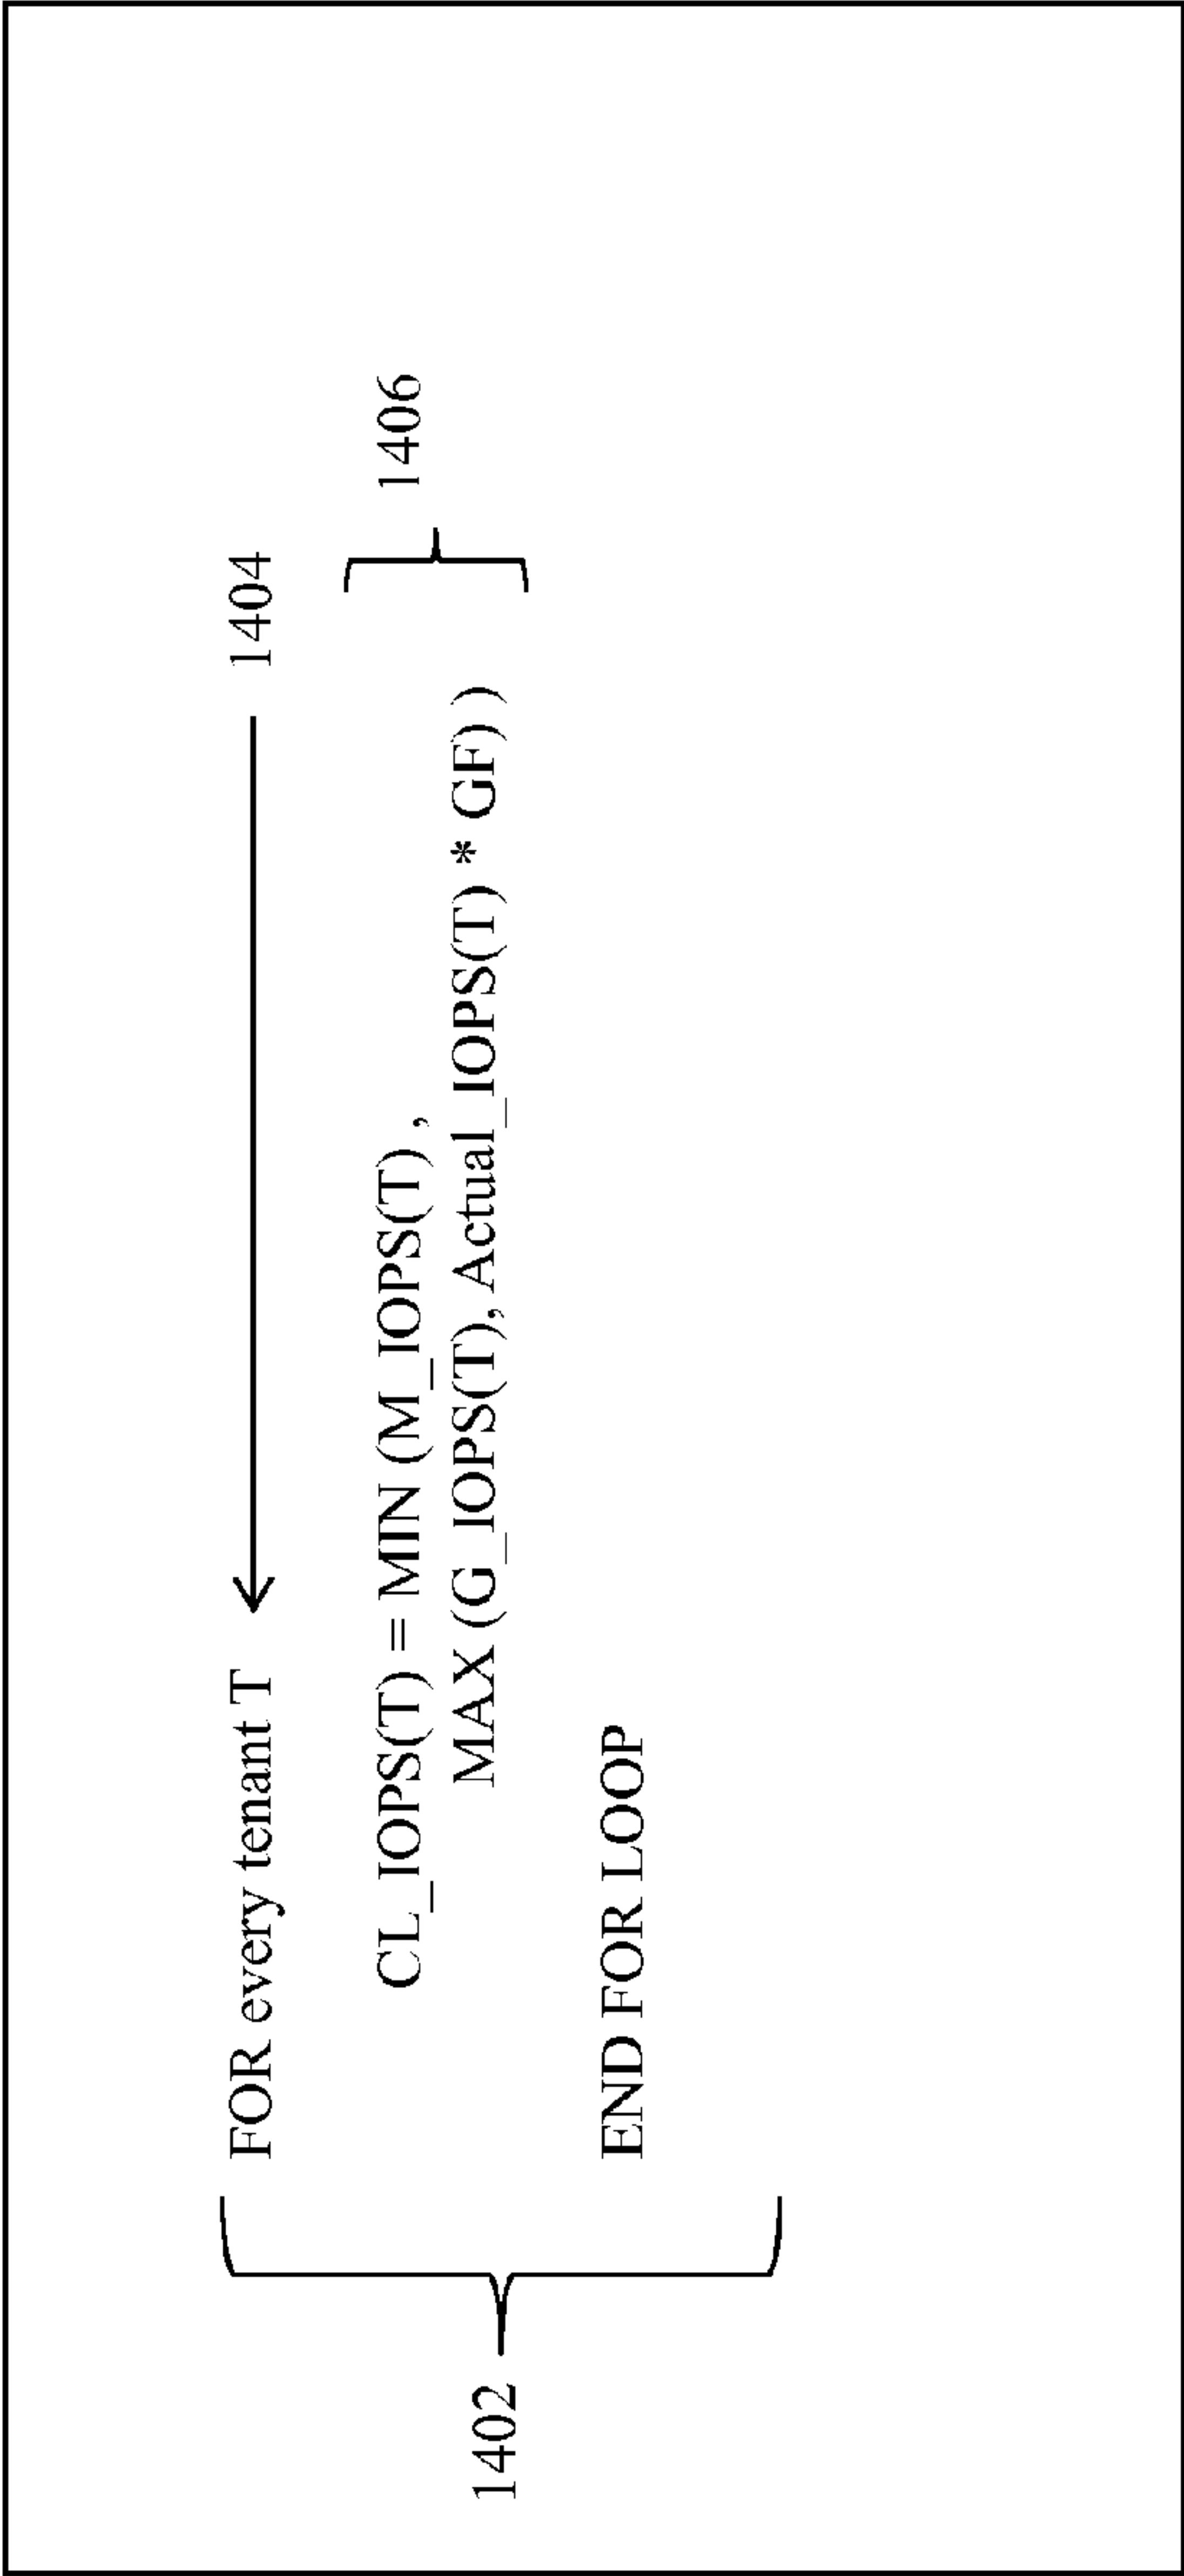 FOR every tenant T
1404
CL_IOPS(T) = MIN (M_IOPS(T) ,
MAX (G_IOPS(T), Actual_IOPS(T) * GF) )
1406
END FOR LOOP
1402